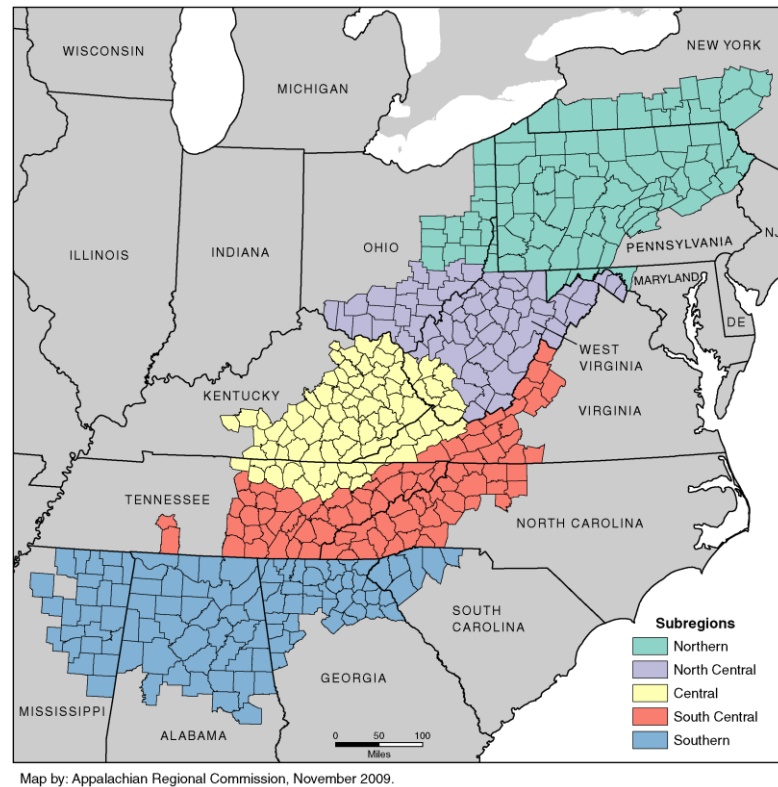 WISCONSIN
MICHIGAN
NEW YORK
ILLINOIS
INDIANA
OHIO
PENNSYLVANIA
NJ
MARYLAND
DE
WEST
VIRGINIA
KENTUCKY
VIRGINIA
TENNESSEE
NORTH CAROLINA
SOUTH
CAROLINA
GEORGIA
MISSISSIPPI
ALABAMA
0 50 100
Miles
Subregions
Northern
North Central
Central
South Central
Southern
Map by: Appalachian Regional Commission, November 2009.